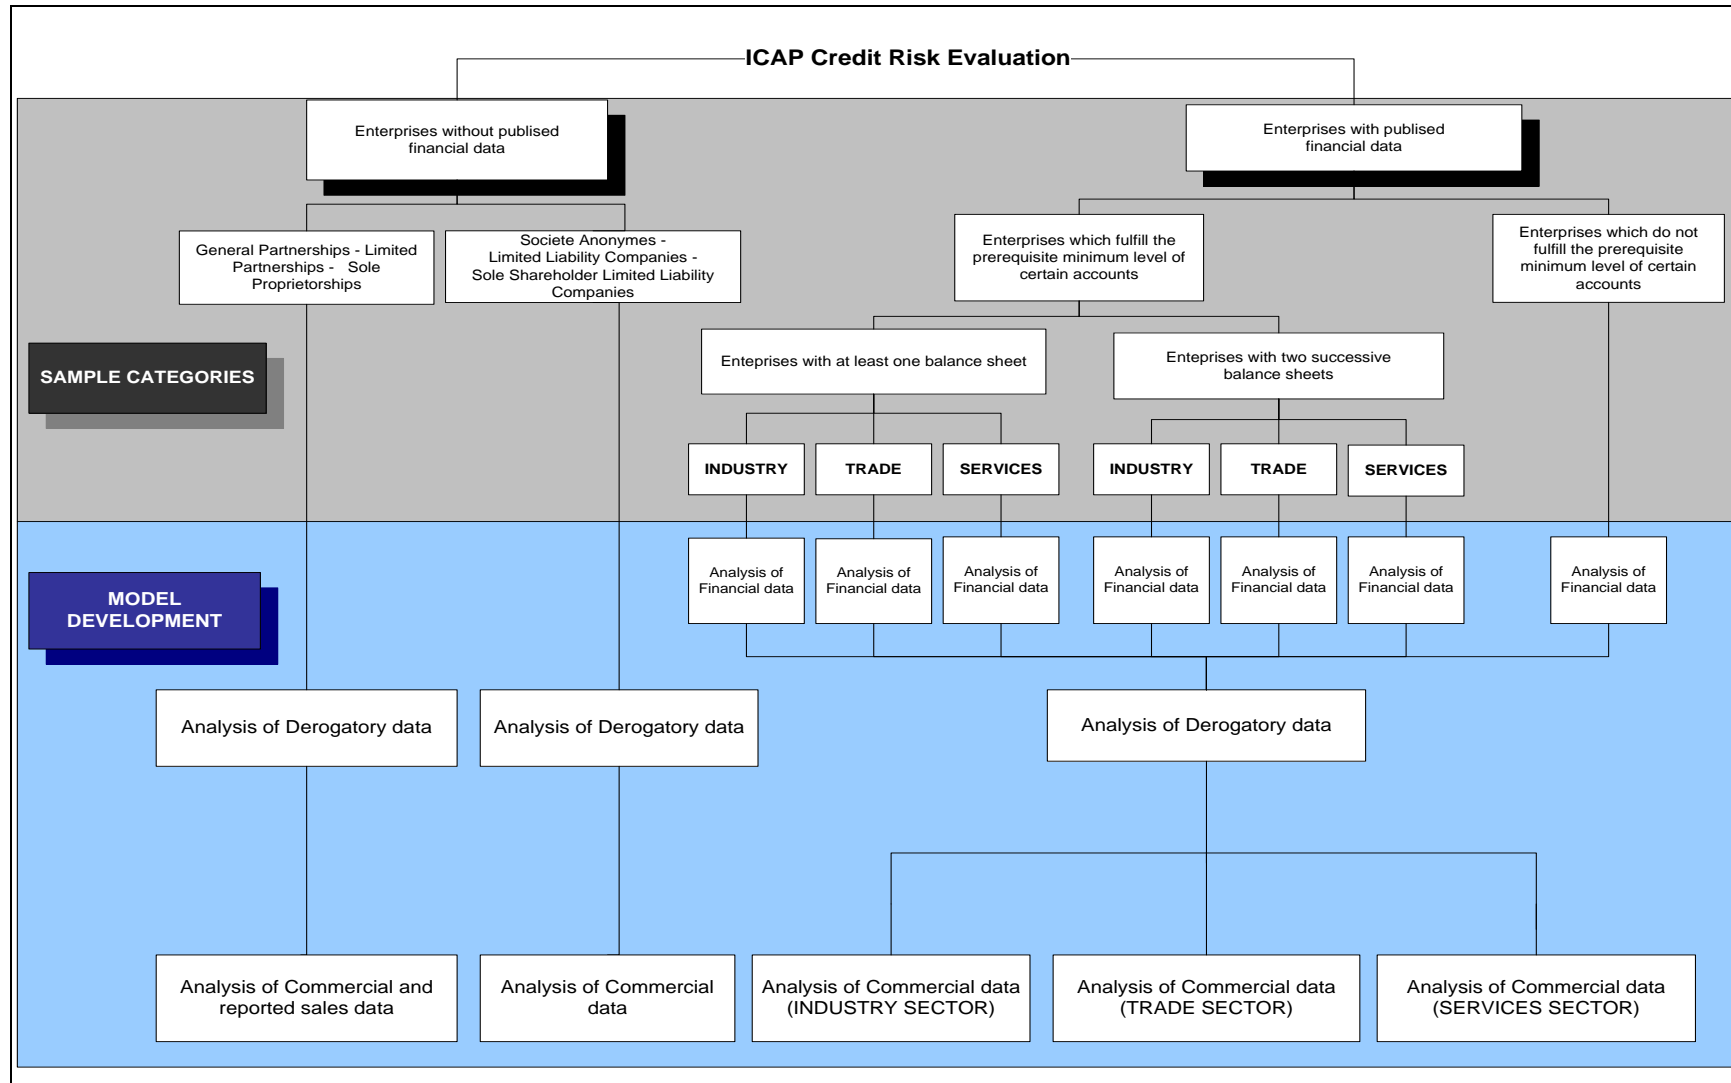 ICAP Credit Risk Evaluation
Enterprises without publised
financial data
Enterprises with publised
financial data
General Partnerships - Limited
Partnerships - Sole
Proprietorships
Societe Anonymes -
Limited Liability Companies -
Sole Shareholder Limited Liability
Companies
Enterprises which fulfill the
prerequisite minimum level of
certain accounts
Enterprises which do not
fulfill the prerequisite
minimum level of certain
accounts
SAMPLE CATEGORIES
Enteprises with at least one balance sheet
Enteprises with two successive
balance sheets
INDUSTRY
TRADE
SERVICES
INDUSTRY
TRADE
SERVICES
MODEL
DEVELOPMENT
Analysis of
Financial data
Analysis of
Financial data
Analysis of
Financial data
Analysis of
Financial data
Analysis of
Financial data
Analysis of
Financial data
Analysis of
Financial data
Analysis of Derogatory data
Analysis of Derogatory data
Analysis of Derogatory data
Analysis of Commercial and
reported sales data
Analysis of Commercial
data
Analysis of Commercial data
(INDUSTRY SECTOR)
Analysis of Commercial data
(TRADE SECTOR)
Analysis of Commercial data
(SERVICES SECTOR)